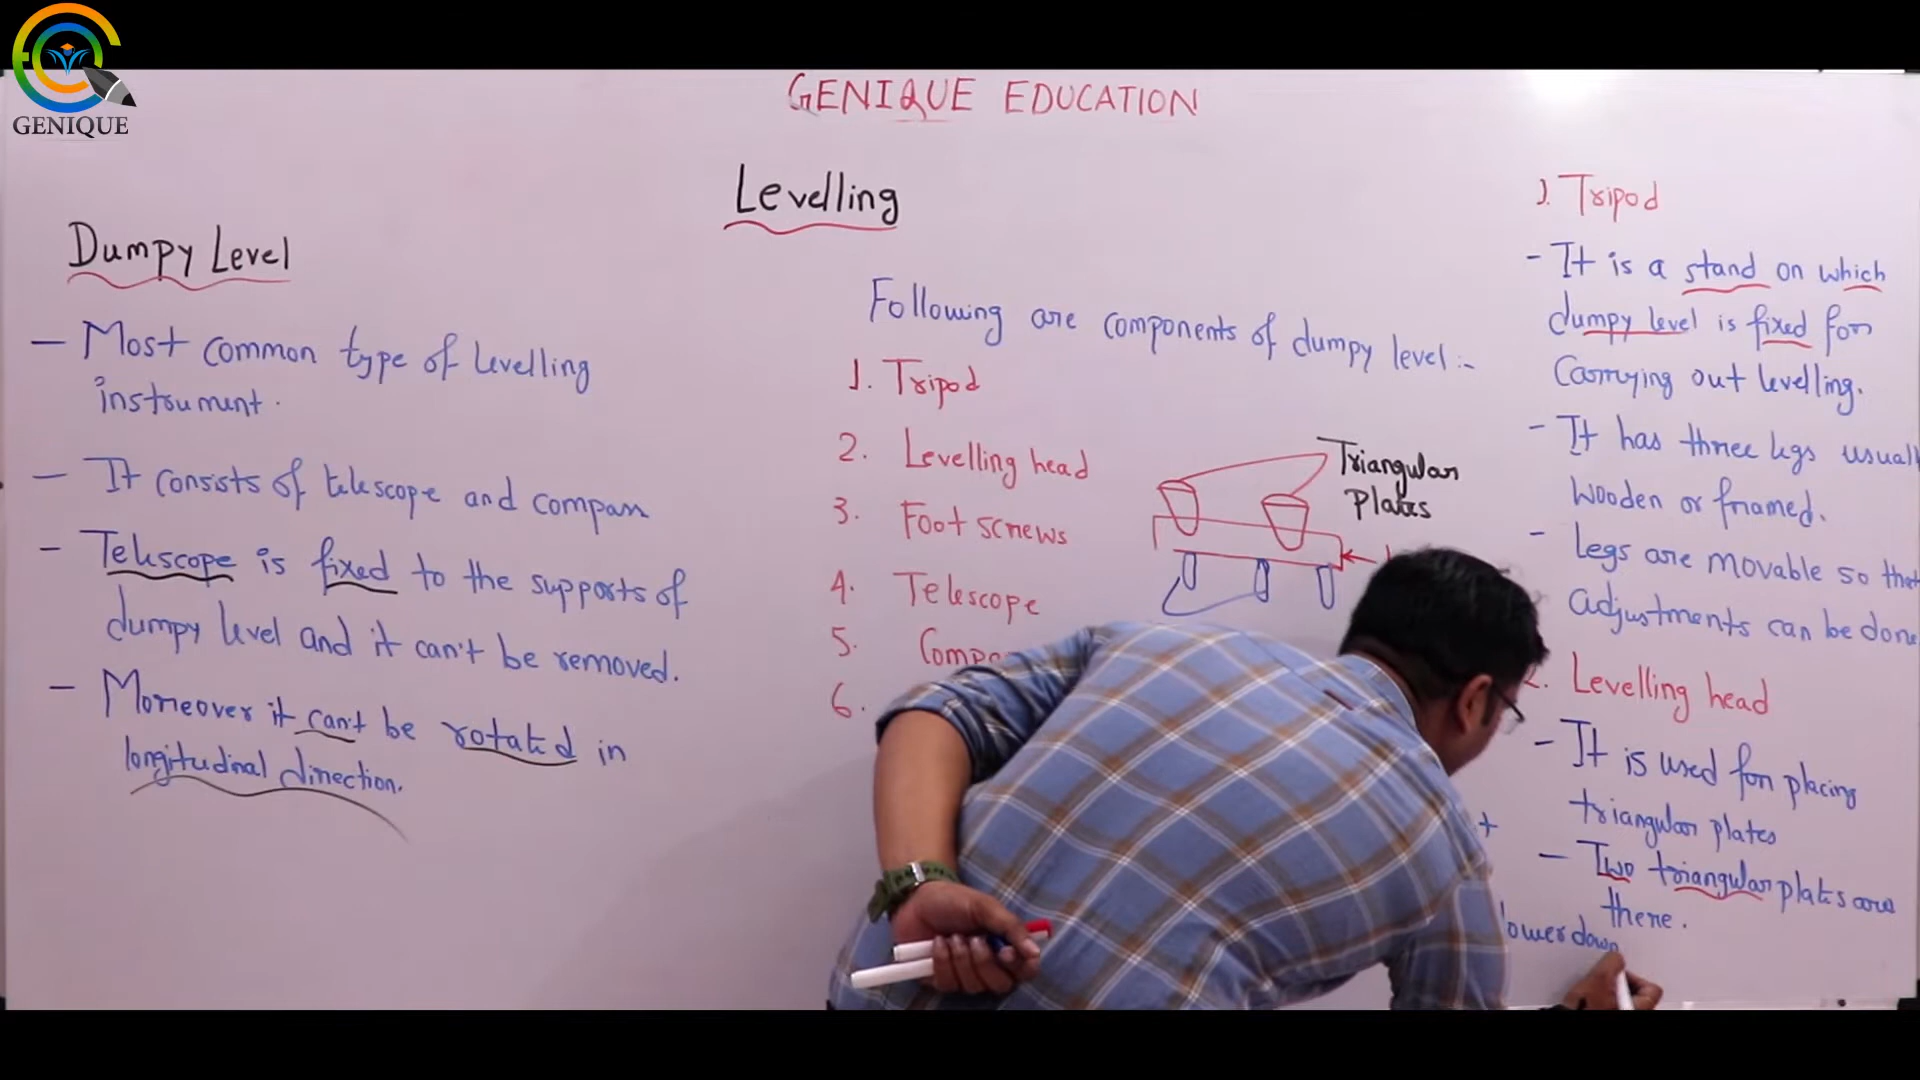 GENIQUE
GENIQUE EDUCATION
Levelling
Dumpy Level
- Most common type of levelling
instrument.
- It consists of telescope and compass
- Telescope is fixed to the supports of
dumpy level and it can't be removed.
- Moreover it can't be rotated in
longitudinal direction.
Following are components of dumpy level :-
1. Tripod
2. Levelling head
3. Foot screws
4. Telescope
5.
6.
Triangular
Plates
1. Tripod
- It is a stand on which
dumpy level is fixed for
Carrying out levelling.
- It has three legs usuall
wooden or framed.
- Legs are movable so that
adjustments can be done
2. Levelling head
- It is used for placing
triangular plates
- Two triangular plates are
there.
lower down